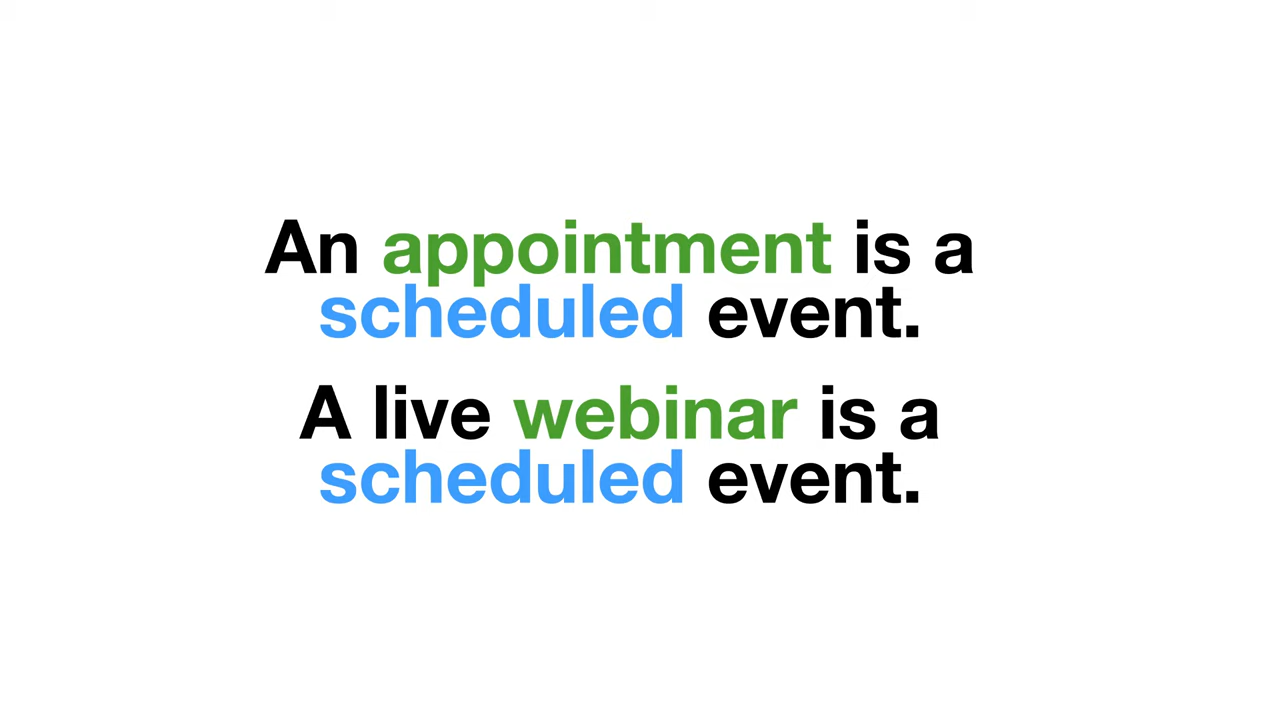 An appointment is a
scheduled event.
A live webinar is a
scheduled event.